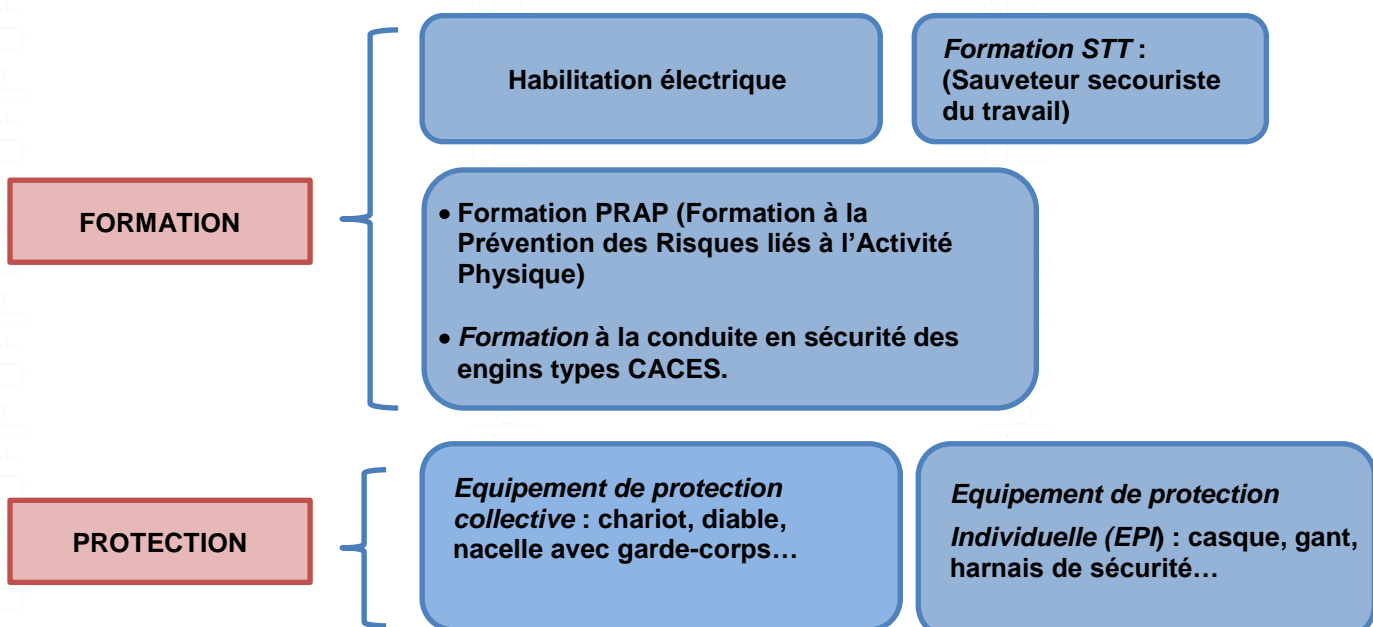 Habilitation électrique
Formation STT :
(Sauveteur secouriste
du travail)
FORMATION
• Formation PRAP (Formation à la
Prévention des Risques liés à l’Activité
Physique)
• Formation à la conduite en sécurité des
engins types CACES.
PROTECTION
Equipement de protection
collective : chariot, diable,
nacelle avec garde-corps…
Equipement de protection
Individuelle (EPI) : casque, gant,
harnais de sécurité…